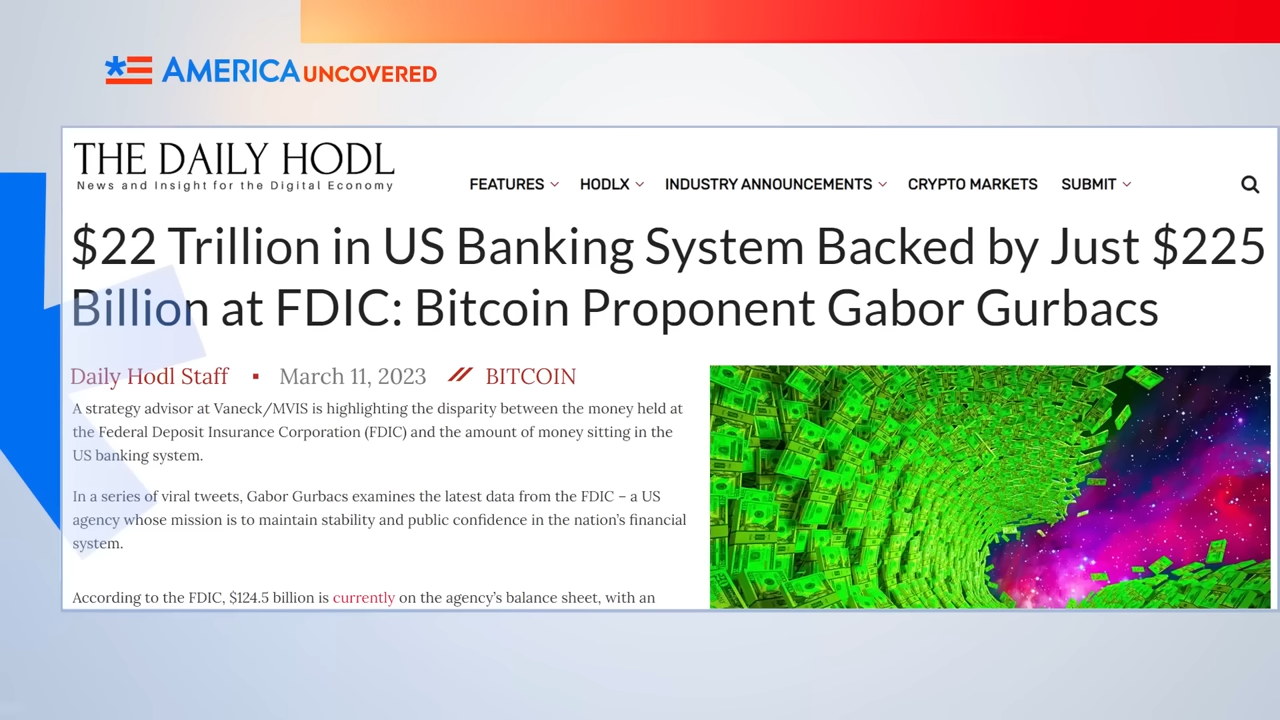 AMERICA UNCOVERED
THE DAILY HODL
News and Insight for the Digital Economy
FEATURES HODLX INDUSTRY ANNOUNCEMENTS CRYPTO MARKETS SUBMIT
$22 Trillion in US Banking System Backed by Just $225
Billion at FDIC: Bitcoin Proponent Gabor Gurbacs
Daily Hodl Staff ▪ March 11, 2023 // BITCOIN
A strategy advisor at Vaneck/MVIS is highlighting the disparity between the money held at
the Federal Deposit Insurance Corporation (FDIC) and the amount of money sitting in the
US banking system.
In a series of viral tweets, Gabor Gurbacs examines the latest data from the FDIC – a US
agency whose mission is to maintain stability and public confidence in the nation's financial
system.
According to the FDIC, $124.5 billion is currently on the agency's balance sheet, with an